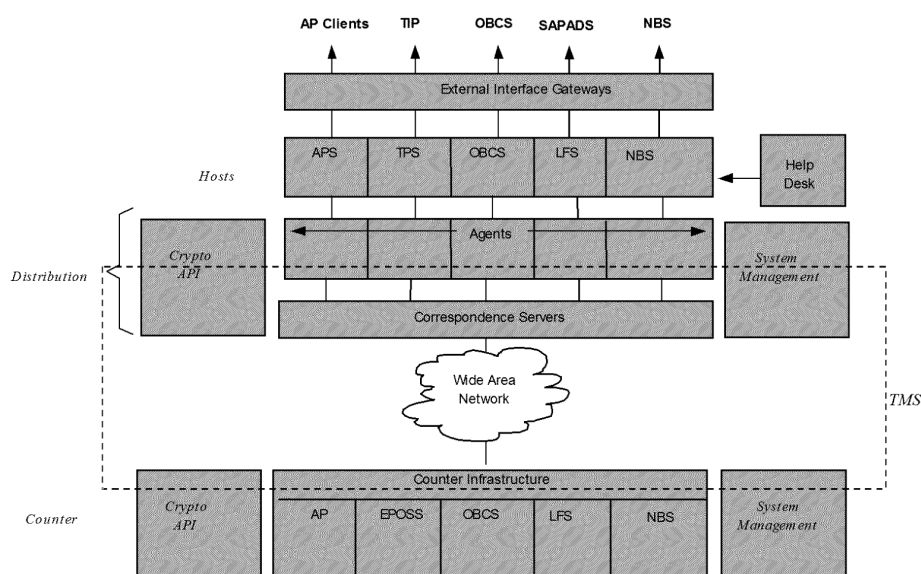 AP Clients TIP OBCS SAPADS NBS
External Interface Gateways
APS TPS OBCS LFS NBS
Hosts
Help
Desk
Agents
Crypto
API
System
Management
Distribution
Correspondence Servers
Wide Area
Network
TMS
Counter Infrastructure
Crypto
API
AP EPOSS OBCS LFS NBS
System
Management
Counter